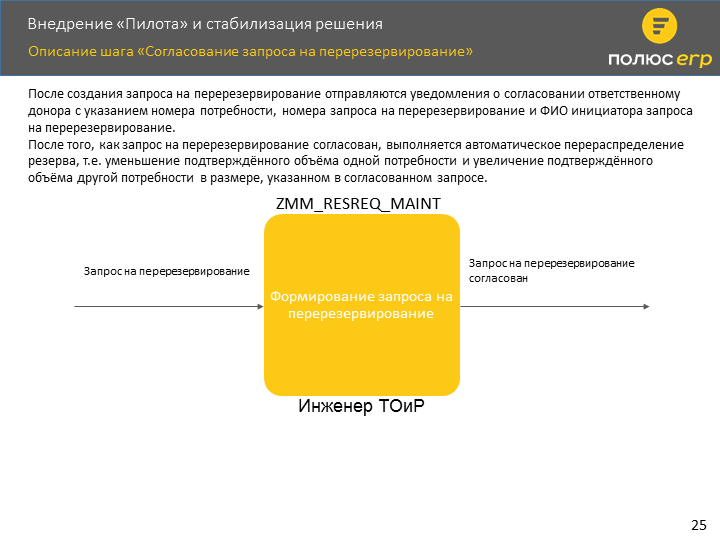 Внедрение «Пилота» и стабилизация решения
Описание шага «Согласование запроса на перерезервирование»
ПОЛЮС егр
После создания запроса на перерезервирование отправляются уведомления о согласовании ответственному
донора с указанием номера потребности, номера запроса на перерезервирование и ФИО инициатора запроса
на перерезервирование.
После того, как запрос на перерезервирование согласован, выполняется автоматическое перераспределение
резерва, т.е. уменьшение подтверждённого объёма одной потребности и увеличение подтверждённого
объёма другой потребности в размере, указанном в согласованном запросе.
ZMM_RESREQ_MAINT
Запрос на перерезервирование
Формирование запроса на
перерезервирование
Запрос на перерезервирование
согласован
Инженер ТОиР
25